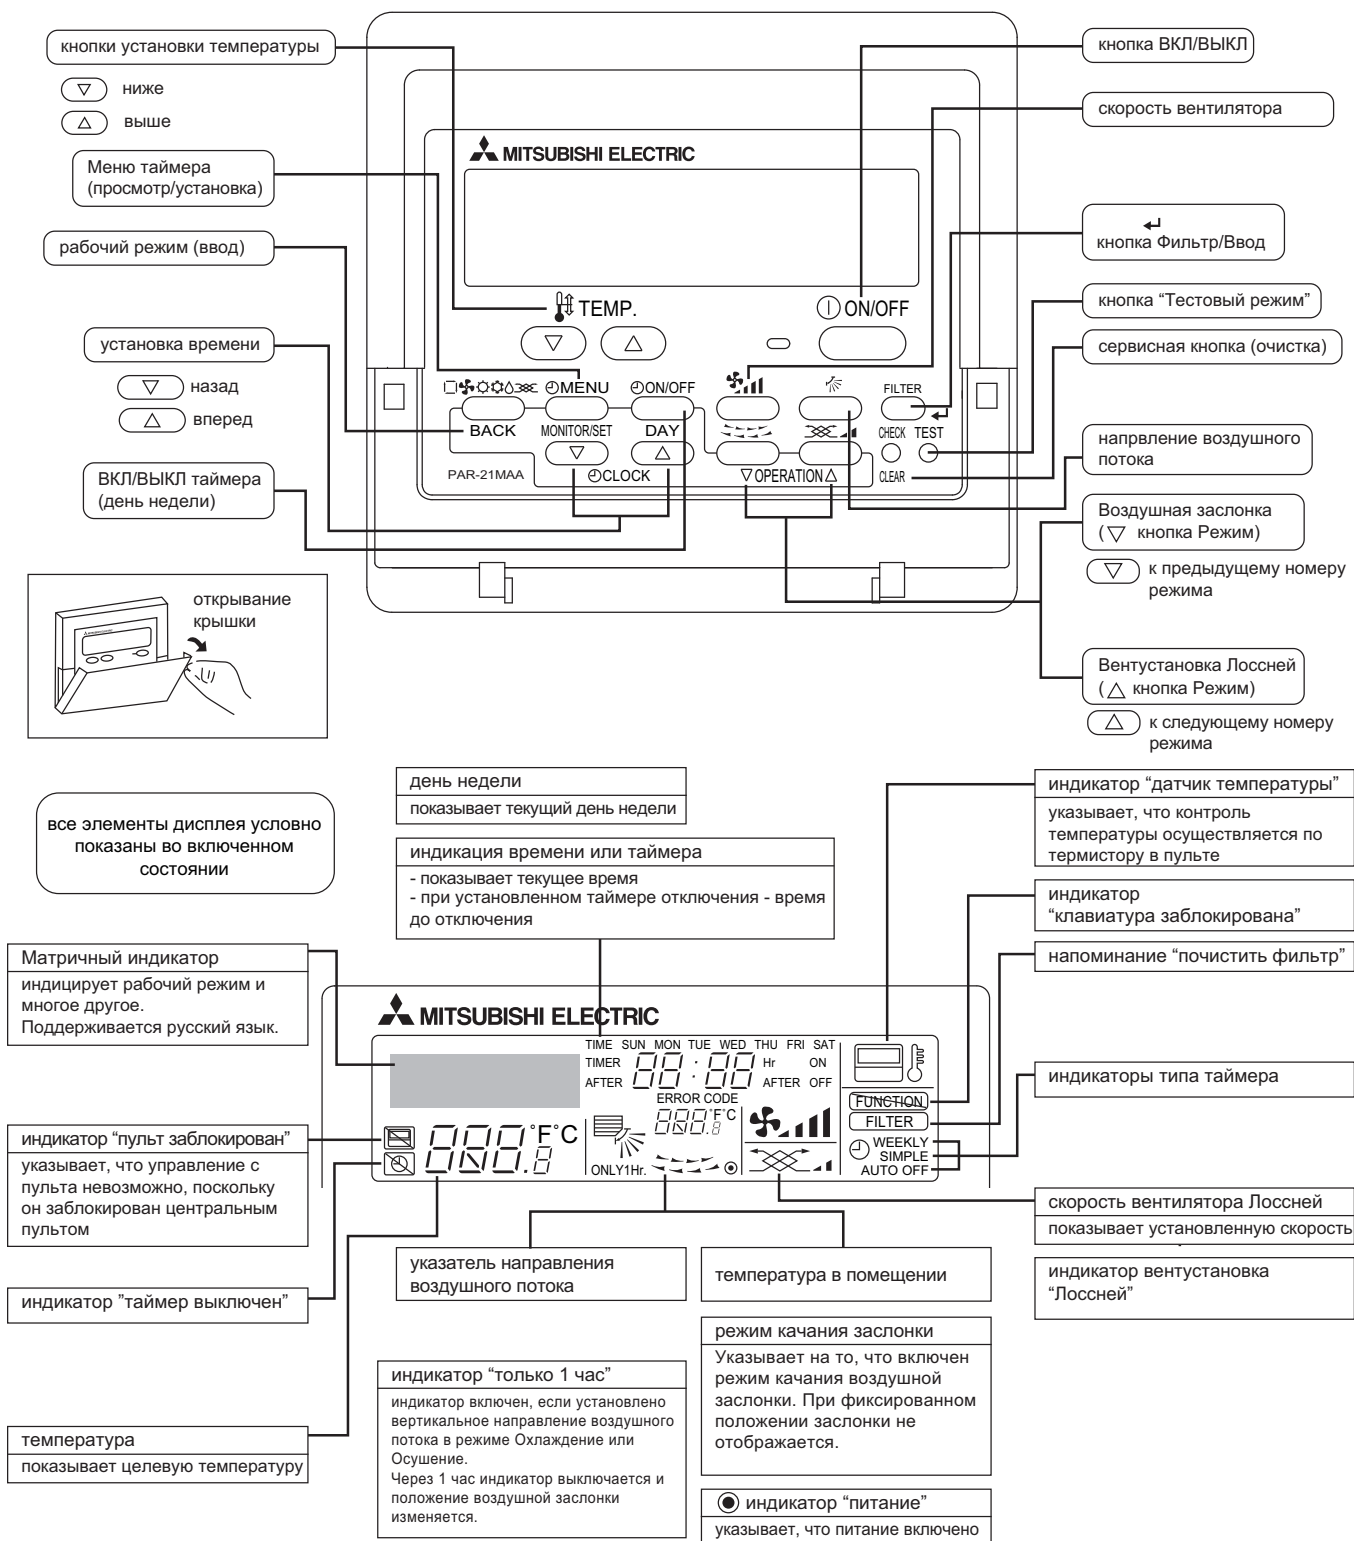 кнопки установки температуры
ниже
выше
Меню таймера
(просмотр/установка)
рабочий режим (ввод)
установка времени
назад
вперед
ВКЛ/ВЫКЛ таймера
(день недели)
открывание
крышки
MITSUBISHI ELECTRIC
TEMP.
ON/OFF
MENU
ON/OFF
FILTER
BACK
MONITOR/SET
DAY
CHECK
TEST
PAR-21MAA
CLOCK
▽ OPERATION △
CLEAR
кнопка ВКЛ/ВЫКЛ
скорость вентилятора
кнопка Фильтр/Ввод
кнопка “Тестовый режим”
сервисная кнопка (очистка)
напрвление воздушного
потока
Воздушная заслонка
(▽ кнопка Режим)
к предыдущему номеру
режима
Вентустановка Лоссней
(△ кнопка Режим)
к следующему номеру
режима
все элементы дисплея условно
показаны во включенном
состоянии
день недели
показывает текущий день недели
индикация времени или таймера
- показывает текущее время
- при установленном таймере отключения - время
до отключения
индикатор “датчик температуры”
указывает, что контроль
температуры осуществляется по
термистору в пульте
индикатор
“клавиатура заблокирована”
напоминание “почистить фильтр”
индикаторы типа таймера
скорость вентилятора Лоссней
показывает установленную скорость
индикатор вентустановка
“Лоссней”
Матричный индикатор
индицирует рабочий режим и
многое другое.
Поддерживается русский язык.
индикатор “пульт заблокирован”
указывает, что управление с
пульта невозможно, поскольку
он заблокирован центральным
пультом
индикатор "таймер выключен”
температура
показывает целевую температуру
MITSUBISHI ELECTRIC
TIME SUN MON TUE WED THU FRI SAT
TIMER 88:88 Hr ON
AFTER AFTER OFF
ERROR CODE
888.8 °F°C
888.8 °F°C
ONLY1Hr.
FUNCTION
FILTER
WEEKLY
SIMPLE
AUTO OFF
указатель направления
воздушного потока
температура в помещении
индикатор “только 1 час”
индикатор включен, если установлено
вертикальное направление воздушного
потока в режиме Охлаждение или
Осушение.
Через 1 час индикатор выключается и
положение воздушной заслонки
изменяется.
режим качания заслонки
Указывает на то, что включен
режим качания воздушной
заслонки. При фиксированном
положении заслонки не
отображается.
индикатор “питание”
указывает, что питание включено